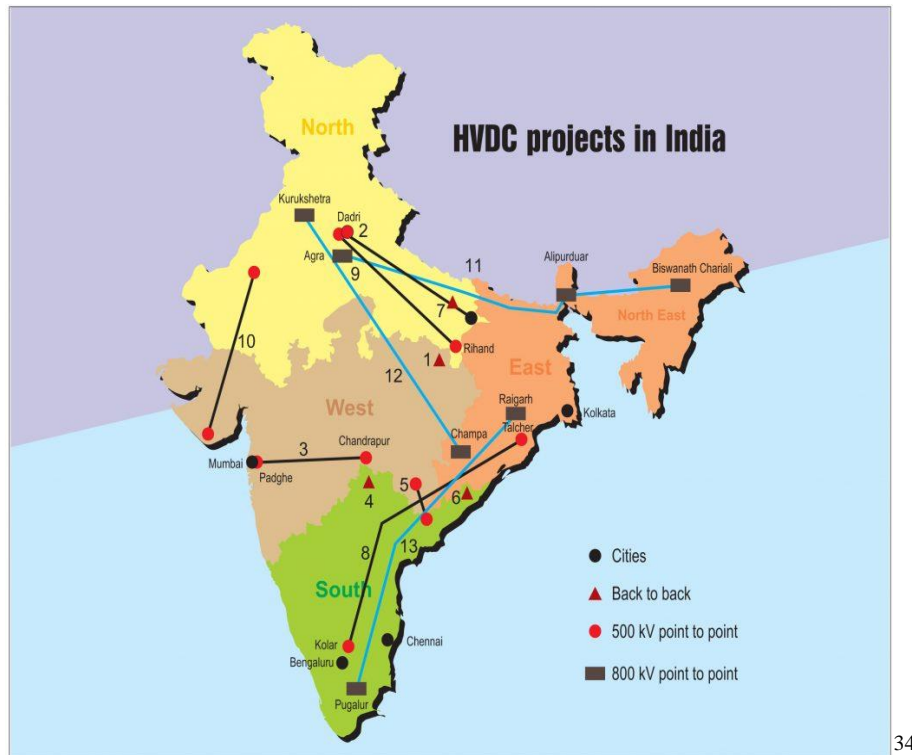 North
HVDC projects in India
Kurukshetra
Dadri
2
Agra
9
11
Alipurduar
Biswanath Chariali
7
North East
10
Rihand
1
East
12
West
Raigarh
Kolkata
Talcher
Champa
Chandrapur
3
Mumbai
Padghe
5
4
6
8
13
Cities
South
Back to back
500 kV point to point
Kolar
Chennai
Bengaluru
800 kV point to point
Pugalur
34